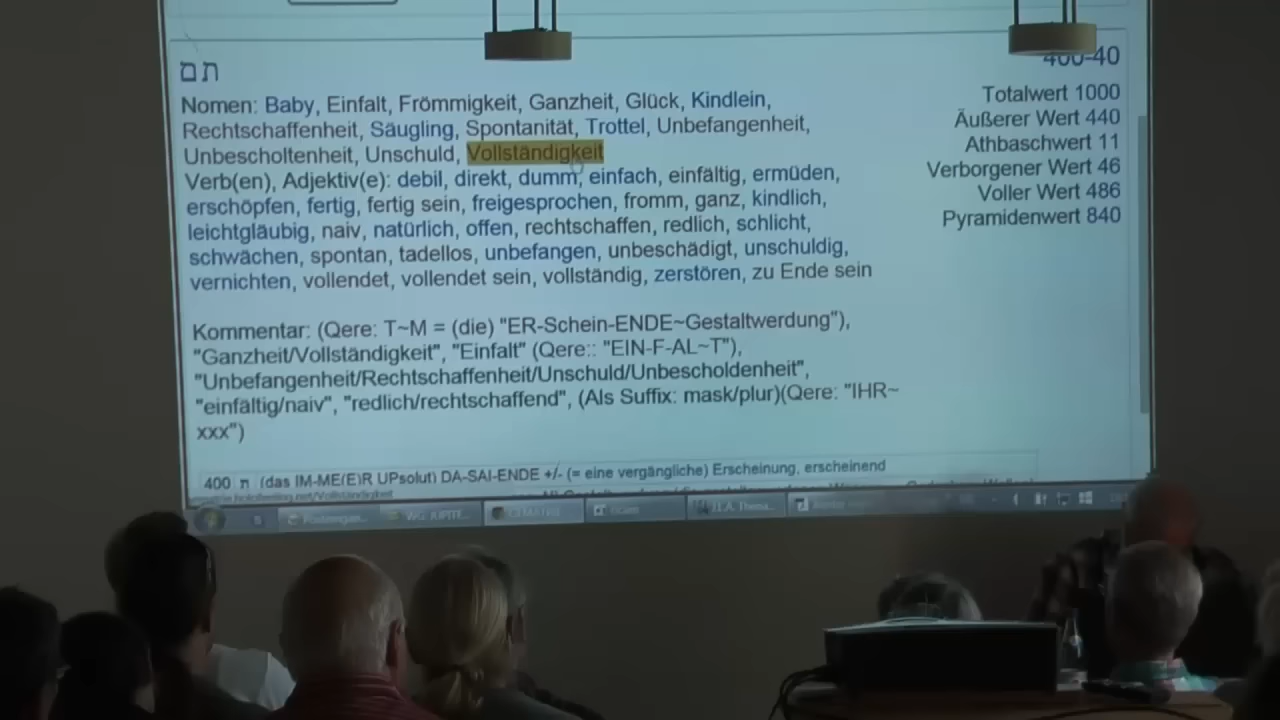 תם
400-40
Nomen: Baby, Einfalt, Frömmigkeit, Ganzheit, Glück, Kindlein,
Rechtschaffenheit, Säugling, Spontanität, Trottel, Unbefangenheit,
Unbescholtenheit, Unschuld, Vollständigkeit
Verb(en), Adjektiv(e): debil, direkt, dumm, einfach, einfältig, ermüden,
erschöpfen, fertig, fertig sein, freigesprochen, fromm, ganz, kindlich,
leichtgläubig, naiv, natürlich, offen, rechtschaffen, redlich, schlicht,
schwächen, spontan, tadellos, unbefangen, unbeschädigt, unschuldig,
vernichten, vollendet, vollendet sein, vollständig, zerstören, zu Ende sein
Totalwert 1000
Äußerer Wert 440
Athbaschwert 11
Verborgener Wert 46
Voller Wert 486
Pyramidenwert 840
Kommentar: (Qere: T~M = (die) "ER-Schein-ENDE~Gestaltwerdung"),
"Ganzheit/Vollständigkeit", "Einfalt" (Qere:: "EIN-F-AL~T"),
"Unbefangenheit/Rechtschaffenheit/Unschuld/Unbescholdenheit",
"einfältig/naiv", "redlich/rechtschaffend", (Als Suffix: mask/plur)(Qere: "IHR~
xxx")
400 ת (das IM-ME(E)R UPsolut) DA-SAI-ENDE +/- (= eine vergängliche) Erscheinung, erscheinend
WG: JUPITE...